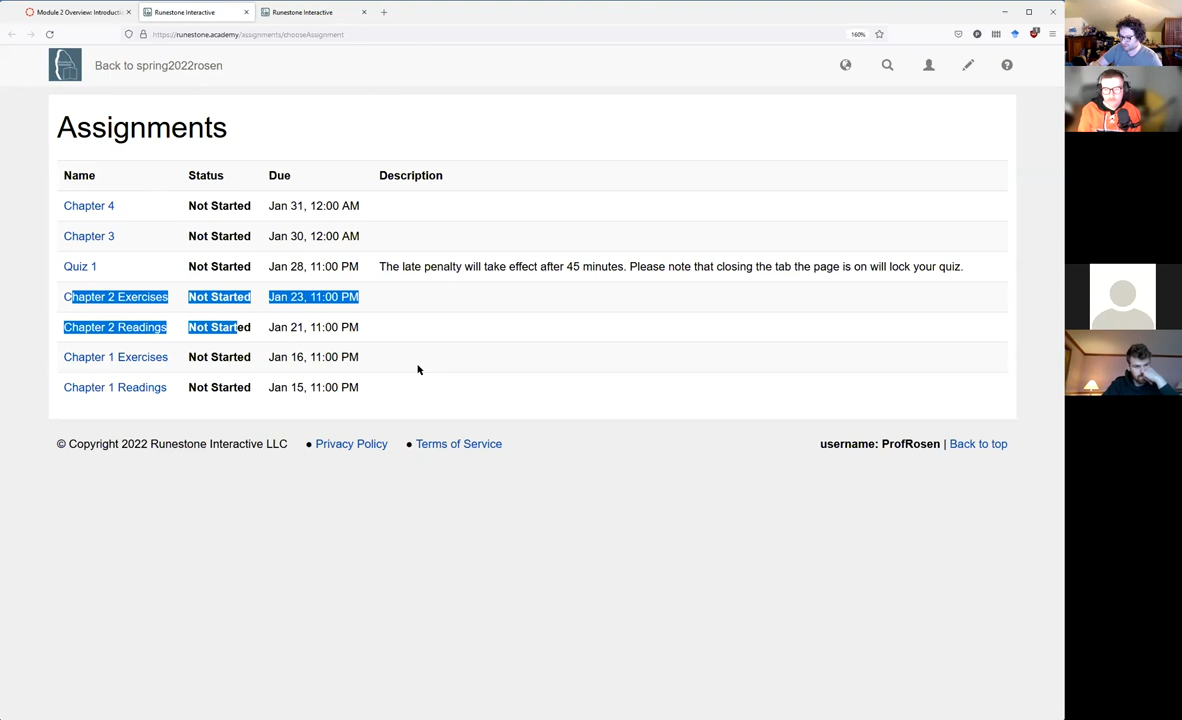 Module 2 Overview: Introducti
Runestone Interactive
Runestone Interactive
https://runestone.academy/assignments/chooseAssignment
160%
Back to spring2022rosen
Assignments
Name Status Due Description
Chapter 4 Not Started Jan 31, 12:00 AM
Chapter 3 Not Started Jan 30, 12:00 AM
Quiz 1 Not Started Jan 28, 11:00 PM The late penalty will take effect after 45 minutes. Please note that closing the tab the page is on will lock your quiz.
Chapter 2 Exercises Not Started Jan 23, 11:00 PM
Chapter 2 Readings Not Started Jan 21, 11:00 PM
Chapter 1 Exercises Not Started Jan 16, 11:00 PM
Chapter 1 Readings Not Started Jan 15, 11:00 PM
© Copyright 2022 Runestone Interactive LLC ● Privacy Policy ● Terms of Service username: ProfRosen | Back to top